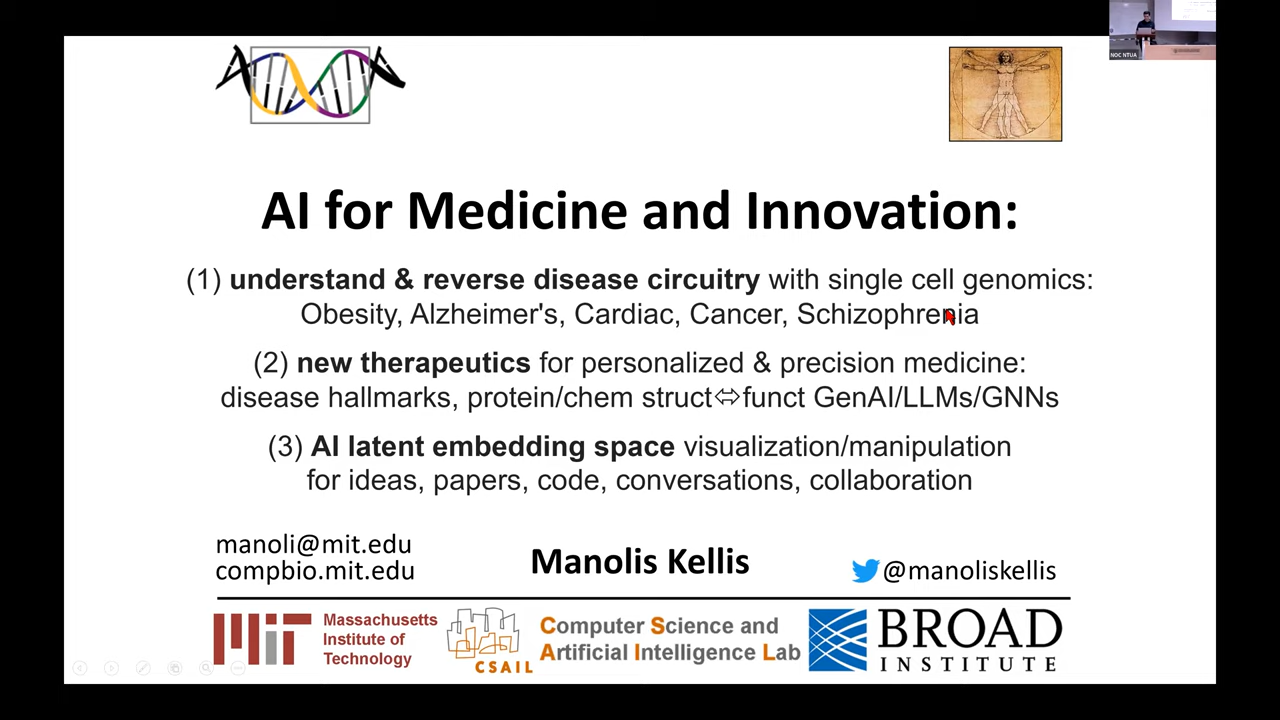 NOC NTUA
AI for Medicine and Innovation:
(1) understand & reverse disease circuitry with single cell genomics:
Obesity, Alzheimer's, Cardiac, Cancer, Schizophrenia
(2) new therapeutics for personalized & precision medicine:
disease hallmarks, protein/chem struct⬄funct GenAI/LLMs/GNNs
(3) AI latent embedding space visualization/manipulation
for ideas, papers, code, conversations, collaboration
manoli@mit.edu
compbio.mit.edu
Manolis Kellis
@manoliskellis
MIT
Massachusetts
Institute of
Technology
CSAIL
Computer Science and
Artificial Intelligence Lab
BROAD
INSTITUTE